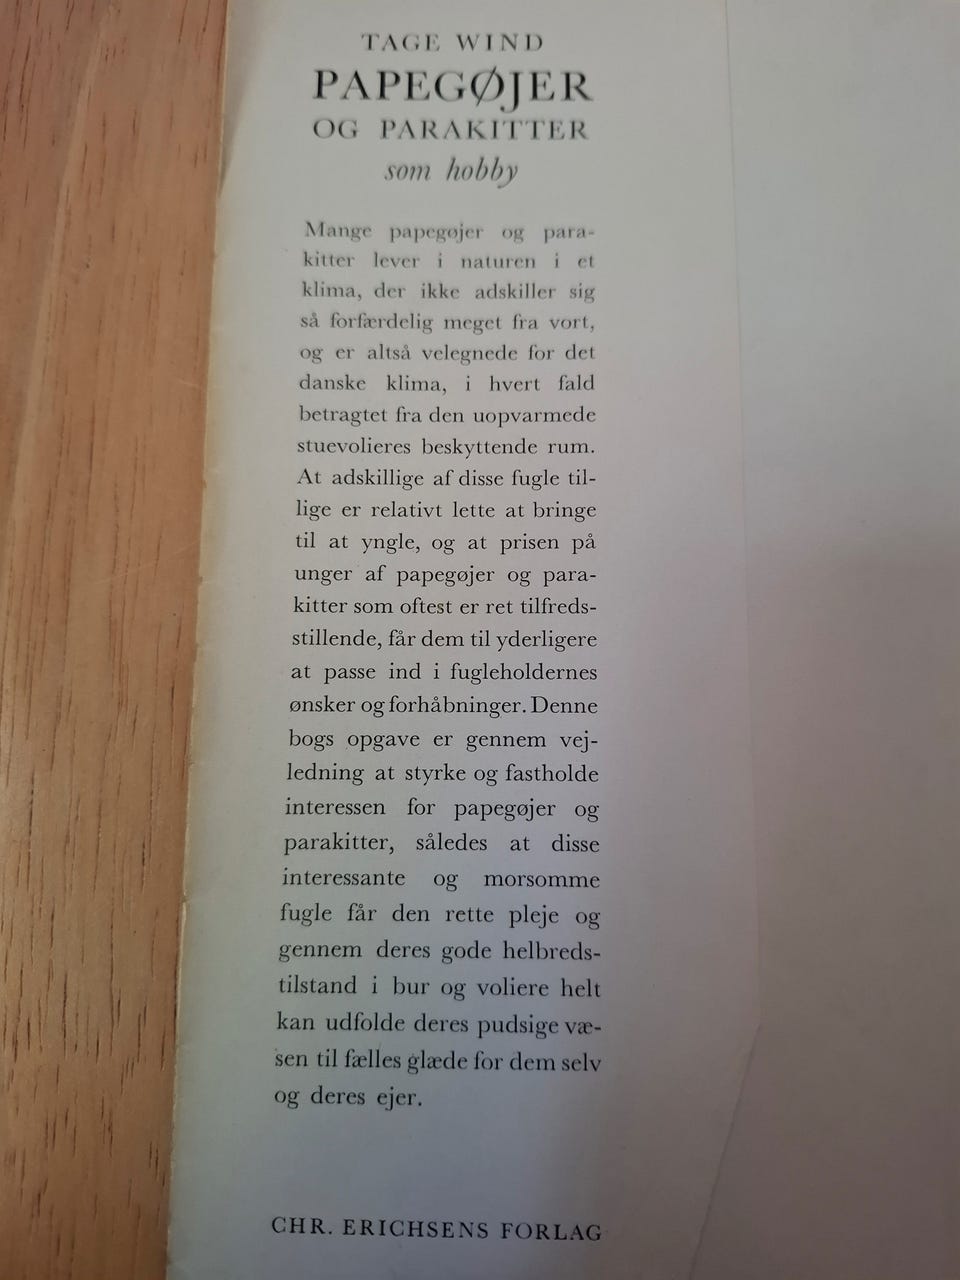 TAGE WIND
PAPEGØJER
OG PARAKITTER
som hobby
Mange papegøjer og para-
kitter lever i naturen i et
klima, der ikke adskiller sig
så forfærdelig meget fra vort,
og er altså velegnede for det
danske klima, i hvert fald
betragtet fra den uopvarmede
stuevolieres beskyttende rum.
At adskillige af disse fugle til-
lige er relativt lette at bringe
til at yngle, og at prisen på
unger af papegøjer og para-
kitter som oftest er ret tilfreds-
stillende, får dem til yderligere
at passe ind i fugleholdernes
ønsker og forhåbninger. Denne
bogs opgave er gennem vej-
ledning at styrke og fastholde
interessen for papegøjer og
parakitter, således at disse
interessante og morsomme
fugle får den rette pleje og
gennem deres gode helbreds-
tilstand i bur og voliere helt
kan udfolde deres pudsige væ-
sen til fælles glæde for dem selv
og deres ejer.
CHR. ERICHSENS FORLAG